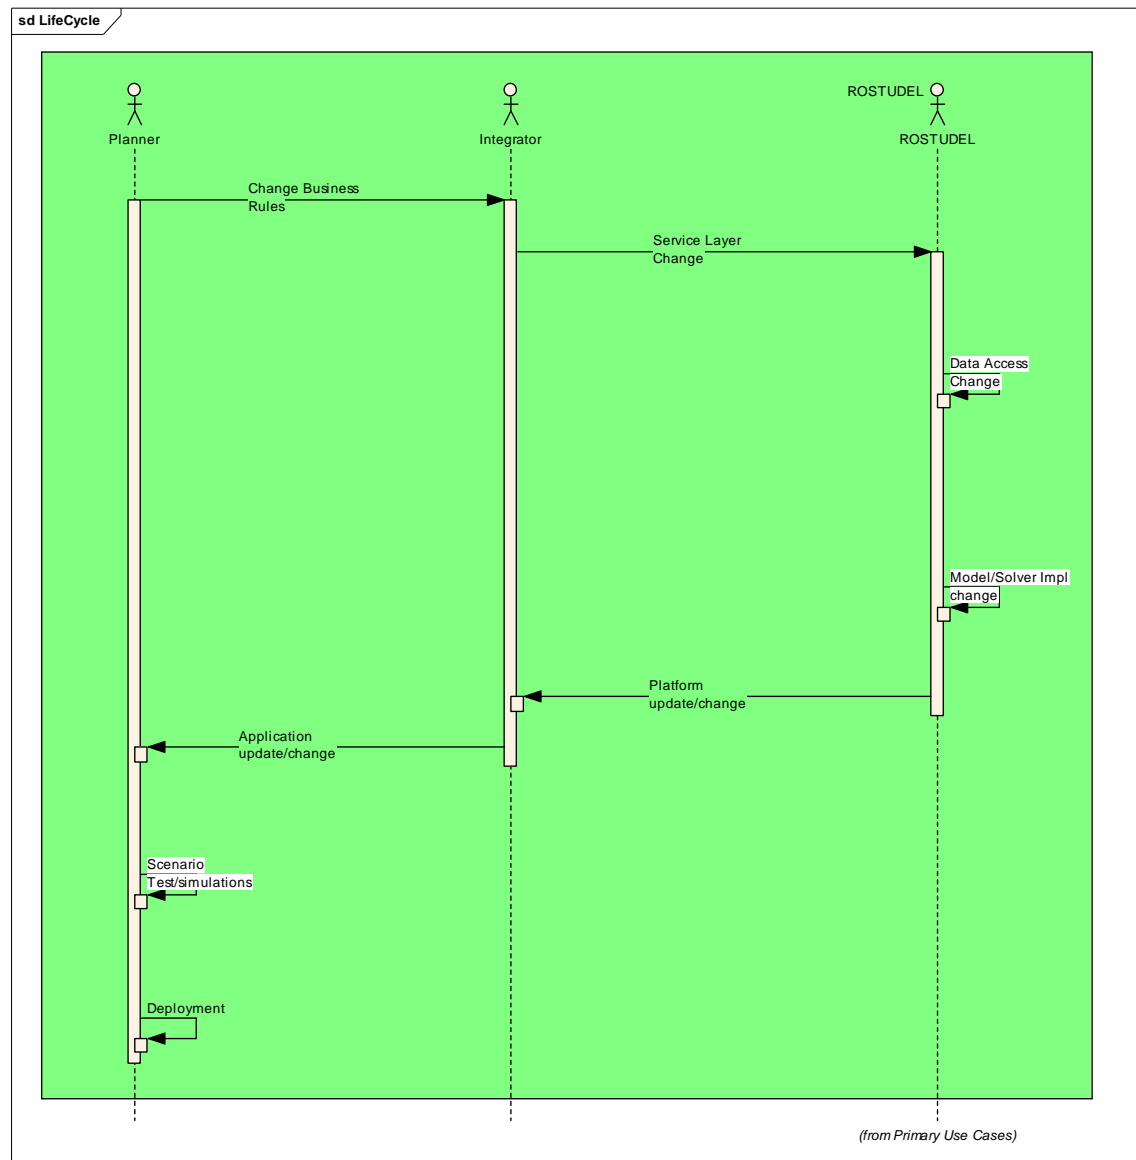 sd LifeCycle
ROSTUDEL
Planner
Integrator
ROSTUDEL
Change Business
Rules
Service Layer
Change
Data Access
Change
Model/Solver Impl
change
Platform
update/change
Application
update/change
Scenario
Test/simulations
Deployment
(from Primary Use Cases)